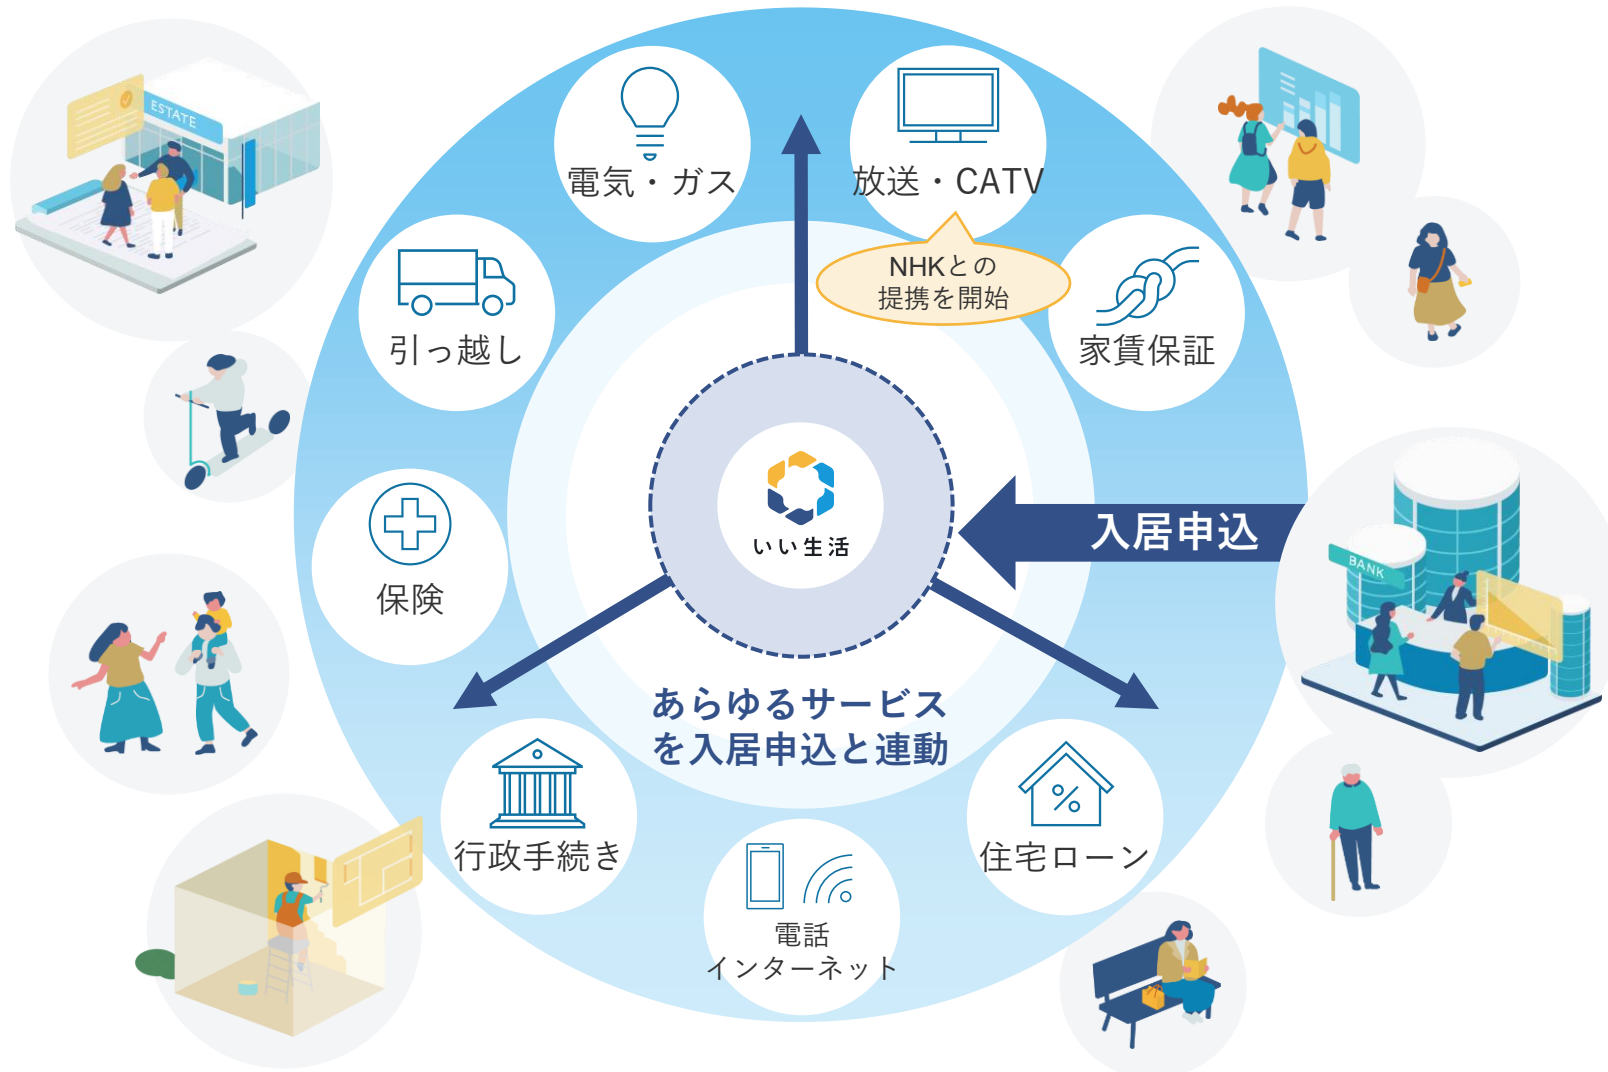 ESTATE
電気・ガス
放送・CATV
NHKとの
提携を開始
引っ越し
家賃保証
いい生活
入居申込
BANK
保険
あらゆるサービス
を入居申込と連動
行政手続き
住宅ローン
電話
インターネット